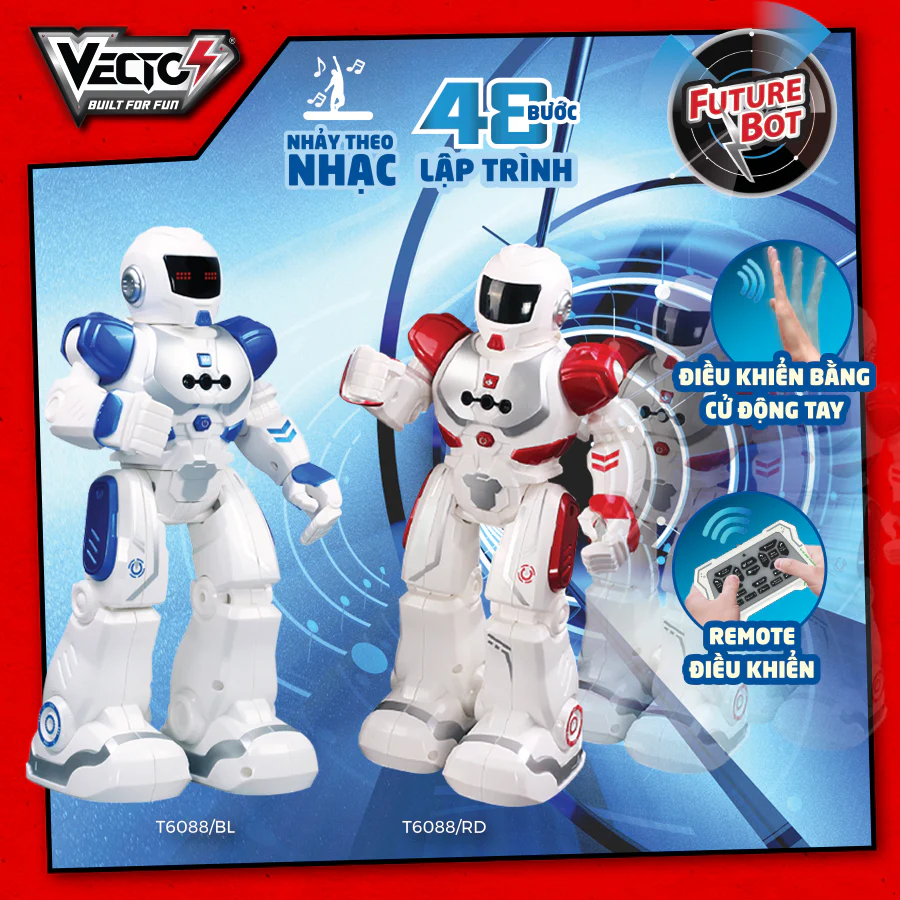 VECTO
BUILT FOR FUN
NHẢY THEO
NHẠC
48
BƯỚC
LẬP TRÌNH
FUTURE
BOT
ĐIỀU KHIỂN BẰNG
CỬ ĐỘNG TAY
REMOTE
ĐIỀU KHIỂN
T6088/BL
T6088/RD